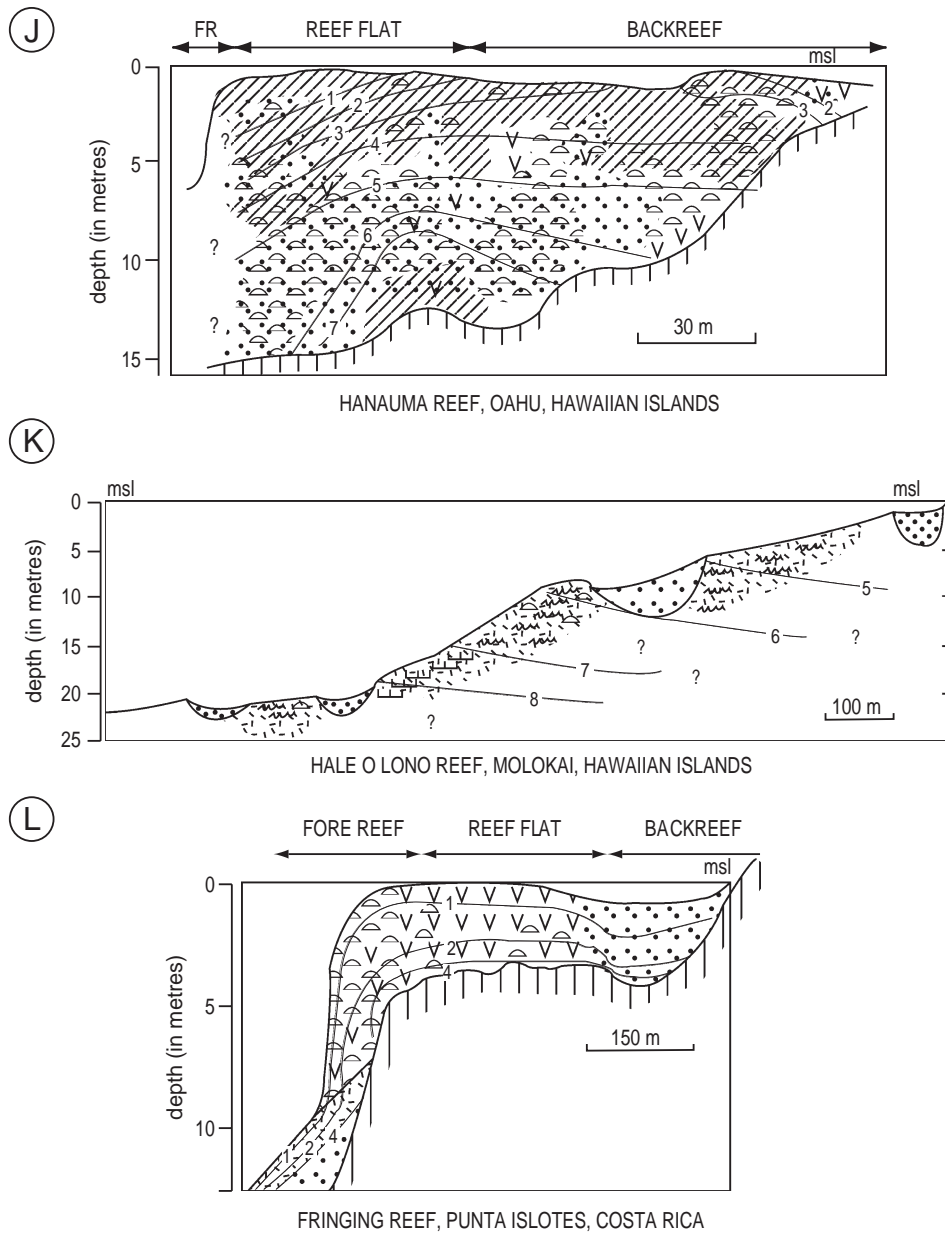 J
FR REEF FLAT BACKREEF
msl
0
5
10
15
depth (in metres)
1
2
3
4
5
6
7
3
2
?
?
?
30 m
HANAUMA REEF, OAHU, HAWAIIAN ISLANDS
K
msl msl
0
5
10
15
20
25
depth (in metres)
5
6
7
8
?
?
?
?
100 m
HALE O LONO REEF, MOLOKAI, HAWAIIAN ISLANDS
L
FORE REEF REEF FLAT BACKREEF
msl
0
5
10
depth (in metres)
1
2
4
1
2
4
150 m
FRINGING REEF, PUNTA ISLOTES, COSTA RICA